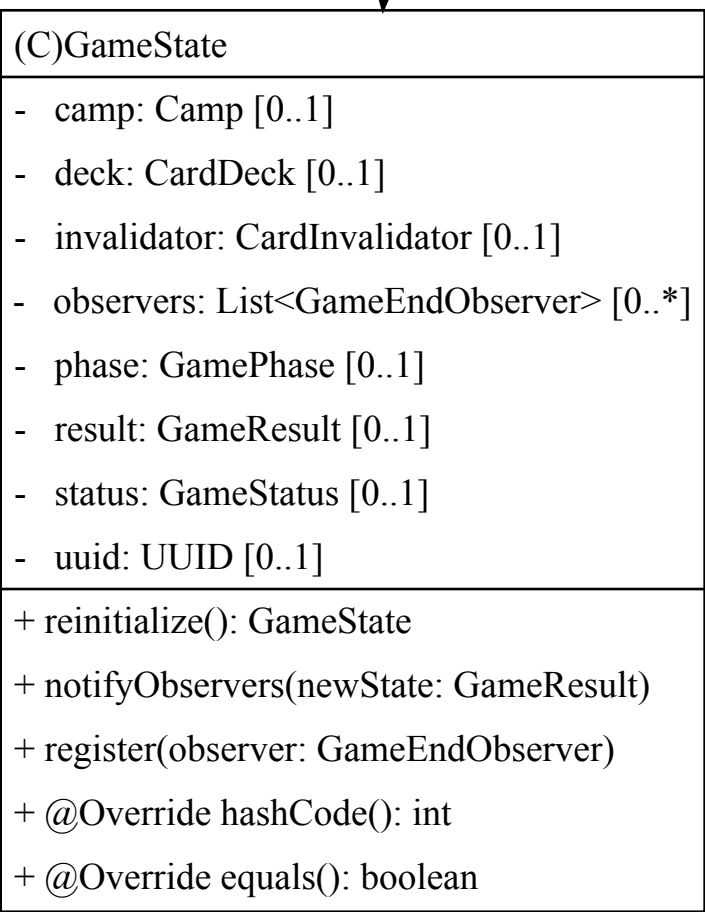 (C)GameState
- camp: Camp [0..1]
- deck: CardDeck [0..1]
- invalidator: CardInvalidator [0..1]
- observers: List<GameEndObserver> [0..*]
- phase: GamePhase [0..1]
- result: GameResult [0..1]
- status: GameStatus [0..1]
- uuid: UUID [0..1]
+ reinitialize(): GameState
+ notifyObservers(newState: GameResult)
+ register(observer: GameEndObserver)
+ @Override hashCode(): int
+ @Override equals(): boolean